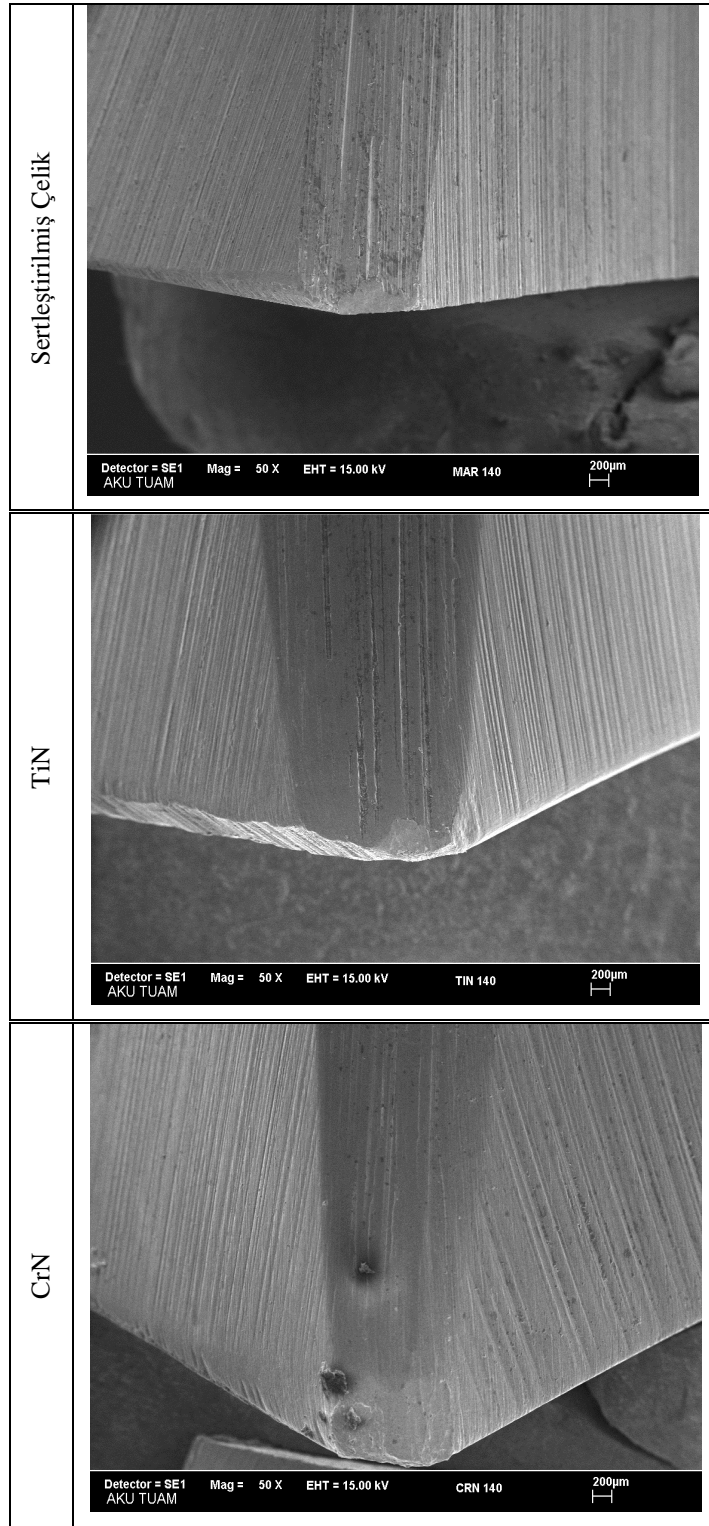 Sertleştirilmiş Çelik
Detector = SE1 Mag = 50 X EHT = 15.00 kV MAR 140 200µm
AKU TUAM
TiN
Detector = SE1 Mag = 50 X EHT = 15.00 kV TIN 140 200µm
AKU TUAM
CrN
Detector = SE1 Mag = 50 X EHT = 15.00 kV CRN 140 200µm
AKU TUAM